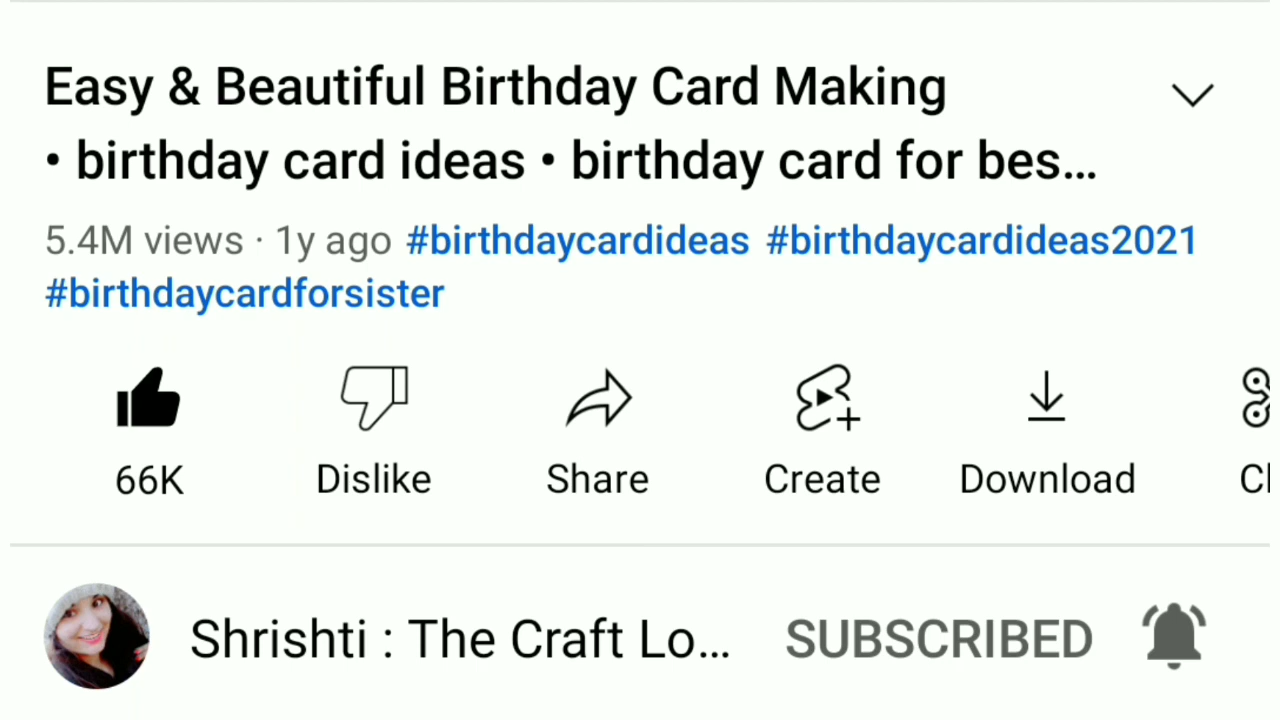 Easy & Beautiful Birthday Card Making
• birthday card ideas • birthday card for bes...
5.4M views · 1y ago #birthdaycardideas #birthdaycardideas2021
#birthdaycardforsister
66K Dislike Share Create Download Cl
Shrishti : The Craft Lo... SUBSCRIBED